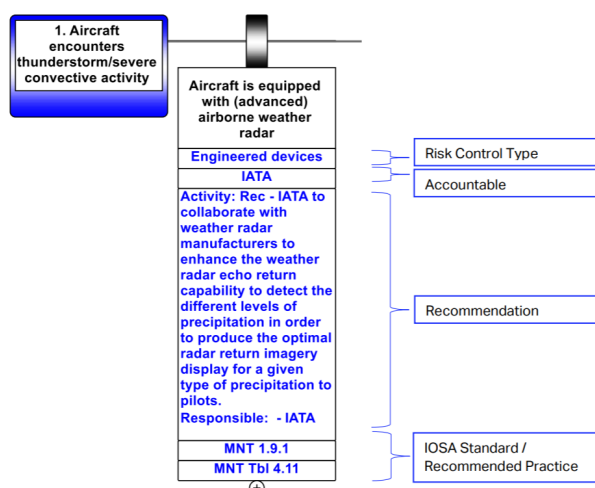 1. Aircraft
encounters
thunderstorm/severe
convective activity
Aircraft is equipped
with (advanced)
airborne weather
radar
Engineered devices
IATA
Activity: Rec - IATA to
collaborate with
weather radar
manufacturers to
enhance the weather
radar echo return
capability to detect the
different levels of
precipitation in order
to produce the optimal
radar return imagery
display for a given
type of precipitation to
pilots.
Responsible:  - IATA
MNT 1.9.1
MNT Tbl 4.11
Risk Control Type
Accountable
Recommendation
IOSA Standard /
Recommended Practice